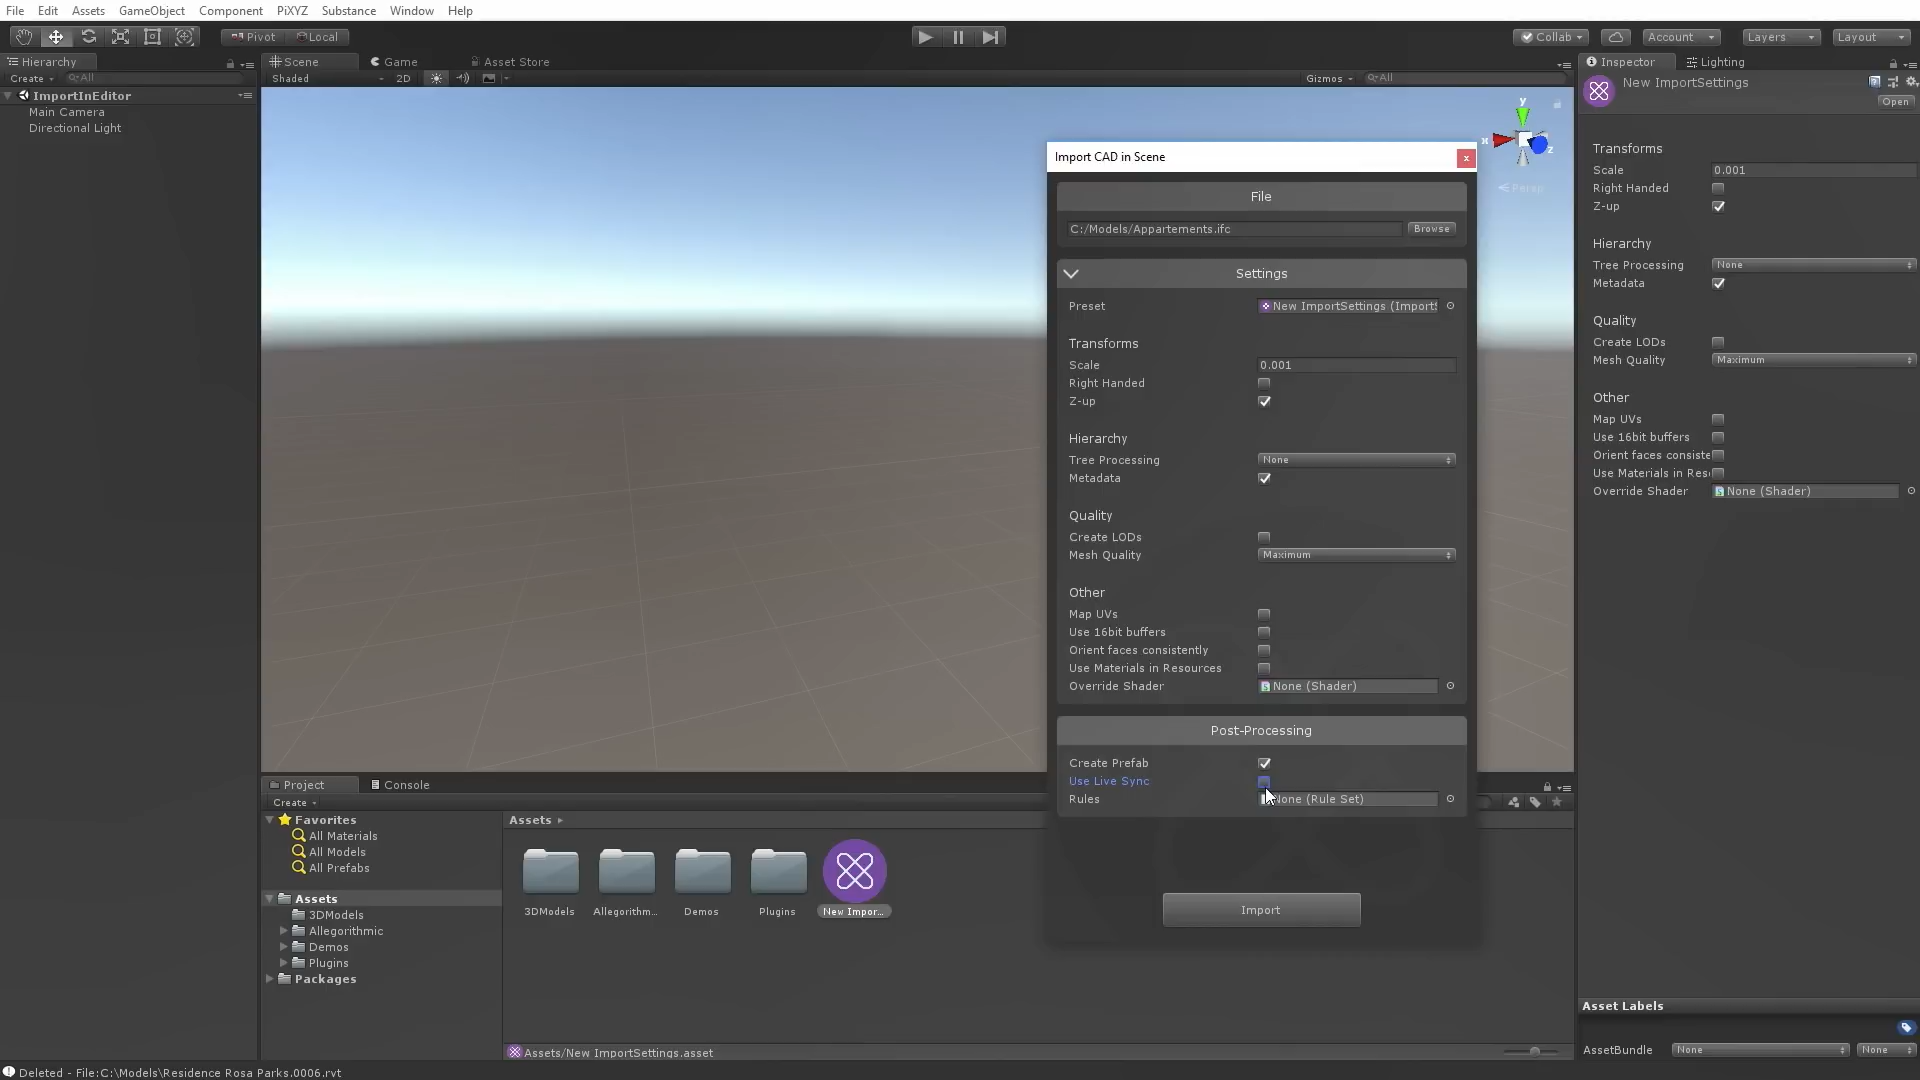 File Edit Assets GameObject Component PiXYZ Substance Window Help
Pivot Local Collab Account Layers Layout
Hierarchy
Create All
ImportInEditor
Main Camera
Directional Light
Scene Game Asset Store
Shaded 2D Gizmos All
y
x
z
Persp
Import CAD in Scene
x
File
C:/Models/Appartements.ifc Browse
Settings
Preset New ImportSettings (ImportS
Transforms
Scale 0.001
Right Handed
Z-up
Hierarchy
Tree Processing None
Metadata
Quality
Create LODs
Mesh Quality Maximum
Other
Map UVs
Use 16bit buffers
Orient faces consistently
Use Materials in Resources
Override Shader None (Shader)
Post-Processing
Create Prefab
Use Live Sync
Rules None (Rule Set)
Import
Inspector Lighting
New ImportSettings
Open
Transforms
Scale 0.001
Right Handed
Z-up
Hierarchy
Tree Processing None
Metadata
Quality
Create LODs
Mesh Quality Maximum
Other
Map UVs
Use 16bit buffers
Orient faces consiste
Use Materials in Res
Override Shader None (Shader)
Asset Labels
AssetBundle None None
Project Console
Create
Favorites
All Materials
All Models
All Prefabs
Assets
3DModels
Allegorithmic
Demos
Plugins
Packages
Assets
3DModels Allegorithm... Demos Plugins New Impor...
Assets/New ImportSettings.asset
Deleted - File:C:\Models\Residence Rosa Parks.0006.rvt